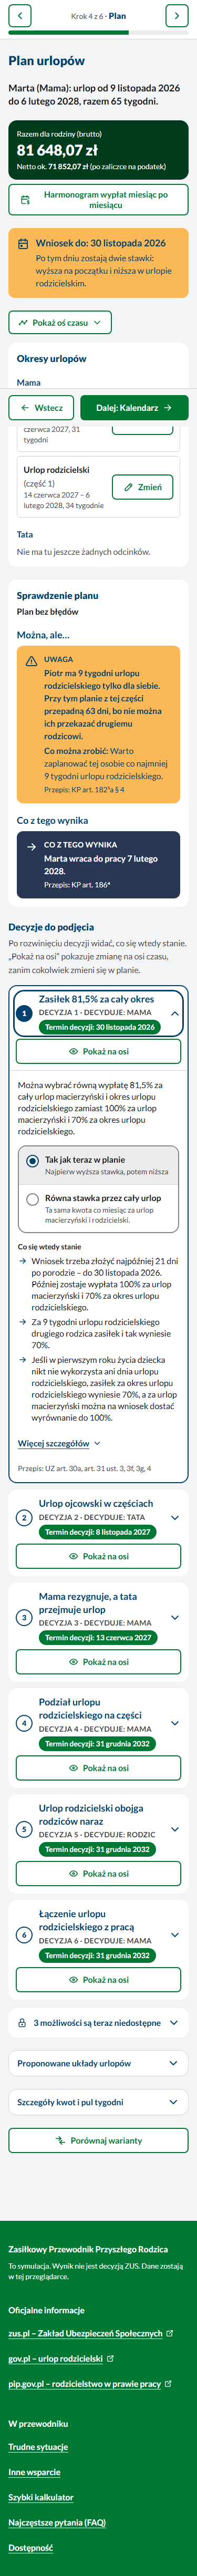 Krok 4 z 6 · Plan
Plan urlopów
Marta (Mama): urlop od 9 listopada 2026
do 6 lutego 2028, razem 65 tygodni.
Razem dla rodziny (brutto)
81 648,07 zł
Netto ok. 71 852,07 (po zaliczce na podatek)
Harmonogram wypłat miesiąc po
miesiącu
Wniosek do: 30 listopada 2026
Po tym dniu zostają dwie stawki:
wyższa na początku i niższa w urlopie
rodzicielskim.
Pokaż oś czasu
Okresy urlopów
Mama
Wstecz
Dalej: Kalendarz
czerwca 2027, 31
tygodni
Urlop rodzicielski
(część 1)
14 czerwca 2027 – 6
lutego 2028, 34 tygodnie
Zmień
Tata
Nie ma tu jeszcze żadnych odcinków.
Sprawdzenie planu
Plan bez błędów
Można, ale…
UWAGA
Piotr ma 9 tygodni urlopu
rodzicielskiego tylko dla siebie.
Przy tym planie z tej części
przepadną 63 dni, bo nie można
ich przekazać drugiemu
rodzicowi.
Co można zrobić: Warto
zaplanować tej osobie co najmniej
9 tygodni urlopu rodzicielskiego.
Przepis: KP art. 182¹a § 4
Co z tego wynika
CO Z TEGO WYNIKA
Marta wraca do pracy 7 lutego
2028.
Przepis: KP art. 186⁴
Decyzje do podjęcia
Po rozwinięciu decyzji widać, co się wtedy stanie.
„Pokaż na osi” pokazuje zmianę na osi czasu,
zanim cokolwiek zmieni się w planie.
1
Zasiłek 81,5% za cały okres
DECYZJA 1 · DECYDUJE: MAMA
Termin decyzji: 30 listopada 2026
Pokaż na osi
Można wybrać równą wypłatę 81,5% za
cały urlop macierzyński i okres urlopu
rodzicielskiego zamiast 100% za urlop
macierzyński i 70% za okres urlopu
rodzicielskiego.
Tak jak teraz w planie
Najpierw wyższa stawka, potem niższa
Równa stawka przez cały urlop
Ta sama kwota co miesiąc za urlop
macierzyński i rodzicielski.
Co się wtedy stanie
Wniosek trzeba złożyć najpóźniej 21 dni
po porodzie – do 30 listopada 2026.
Później zostaje wypłata 100% za urlop
macierzyński i 70% za okres urlopu
rodzicielskiego.
Za 9 tygodni urlopu rodzicielskiego
drugiego rodzica zasiłek i tak wyniesie
70%.
Jeśli w pierwszym roku życia dziecka
nikt nie wykorzysta ani dnia urlopu
rodzicielskiego, zasiłek za okres urlopu
rodzicielskiego wyniesie 70%, a za urlop
macierzyński można na wniosek dostać
wyrównanie do 100%.
Więcej szczegółów
Przepis: UZ art. 30a, art. 31 ust. 3, 3f, 3g, 4
2
Urlop ojcowski w częściach
DECYZJA 2 · DECYDUJE: TATA
Termin decyzji: 8 listopada 2027
Pokaż na osi
3
Mama rezygnuje, a tata
przejmuje urlop
DECYZJA 3 · DECYDUJE: MAMA
Termin decyzji: 13 czerwca 2027
Pokaż na osi
4
Podział urlopu
rodzicielskiego na części
DECYZJA 4 · DECYDUJE: MAMA
Termin decyzji: 31 grudnia 2032
Pokaż na osi
5
Urlop rodzicielski obojga
rodziców naraz
DECYZJA 5 · DECYDUJE: RODZIC
Termin decyzji: 31 grudnia 2032
Pokaż na osi
6
Łączenie urlopu
rodzicielskiego z pracą
DECYZJA 6 · DECYDUJE: MAMA
Termin decyzji: 31 grudnia 2032
Pokaż na osi
3 możliwości są teraz niedostępne
Proponowane układy urlopów
Szczegóły kwot i pul tygodni
Porównaj warianty
Zasiłkowy Przewodnik Przyszłego Rodzica
To symulacja. Wynik nie jest decyzją ZUS. Dane zostają
w tej przeglądarce.
Oficjalne informacje
zus.pl – Zakład Ubezpieczeń Społecznych
gov.pl – urlop rodzicielski
pip.gov.pl – rodzicielstwo w prawie pracy
W przewodniku
Trudne sytuacje
Inne wsparcie
Szybki kalkulator
Najczęstsze pytania (FAQ)
Dostępność